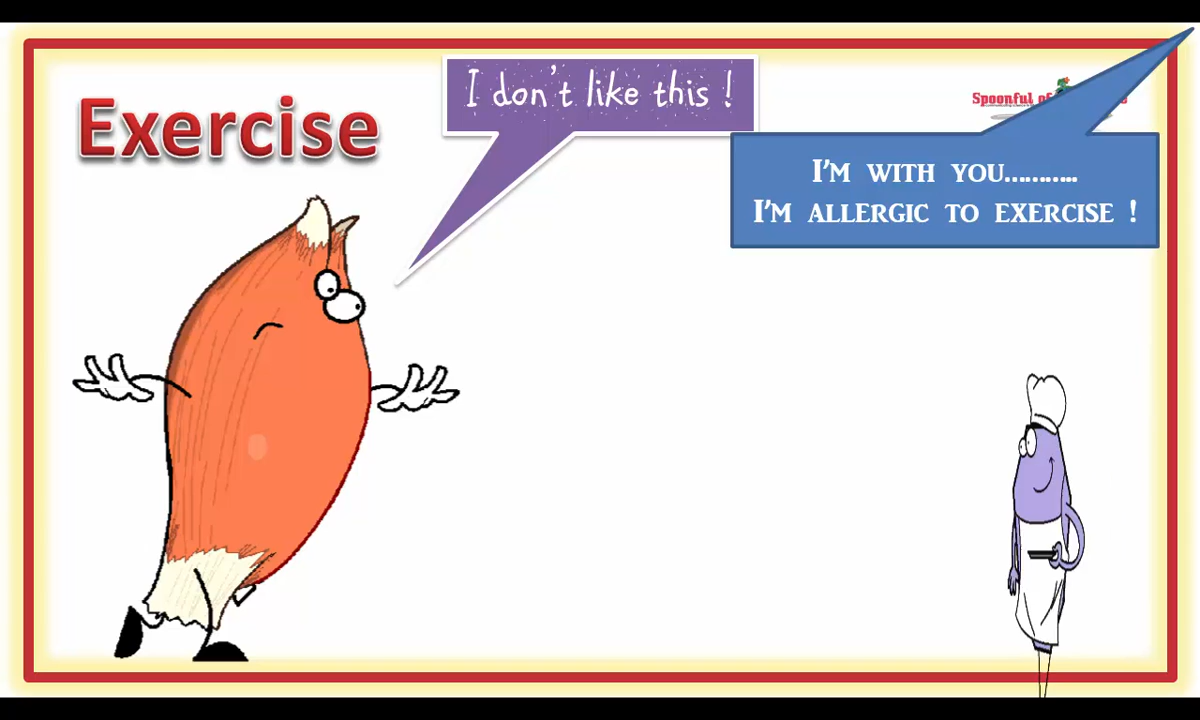 Exercise
I don't like this !
Spoonful of
I'M WITH YOU...........
I'M ALLERGIC TO EXERCISE !